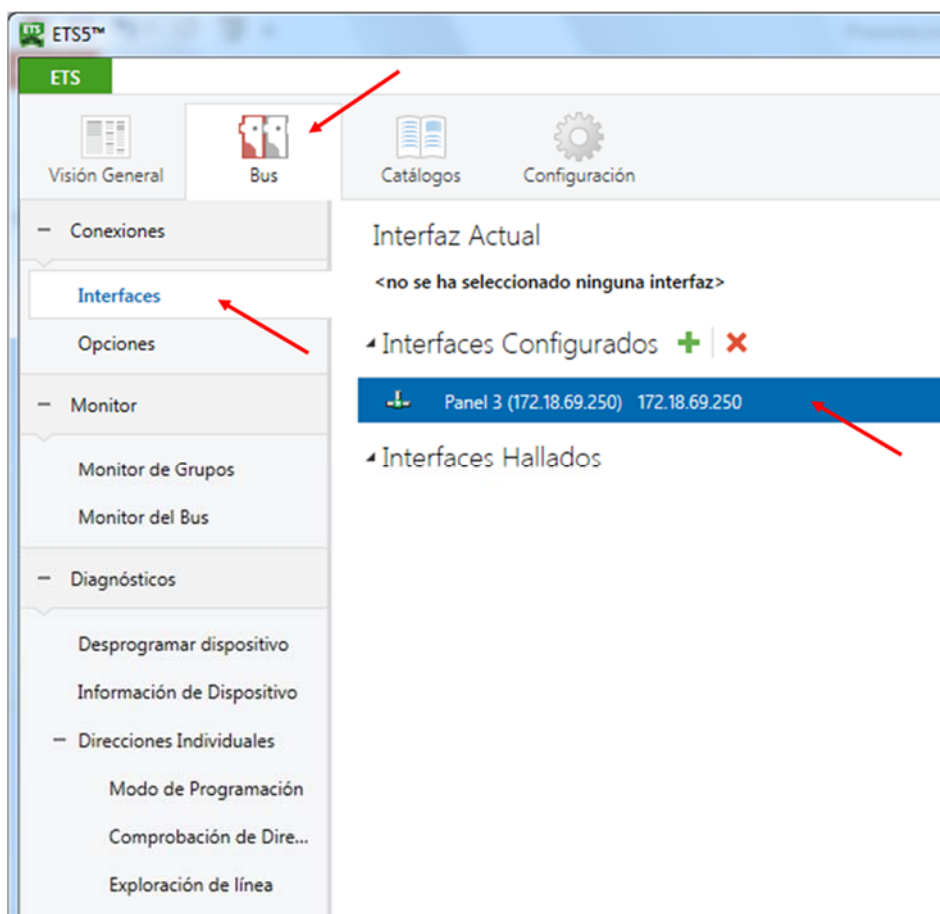 ETS ETS5™
ETS
Visión General
Bus
Catálogos
Configuración
Conexiones
Interfaces
Opciones
Monitor
Monitor de Grupos
Monitor del Bus
Diagnósticos
Desprogramar dispositivo
Información de Dispositivo
Direcciones Individuales
Modo de Programación
Comprobación de Dire...
Exploración de línea
Interfaz Actual
<no se ha seleccionado ninguna interfaz>
Interfaces Configurados
Panel 3 (172.18.69.250) 172.18.69.250
Interfaces Hallados